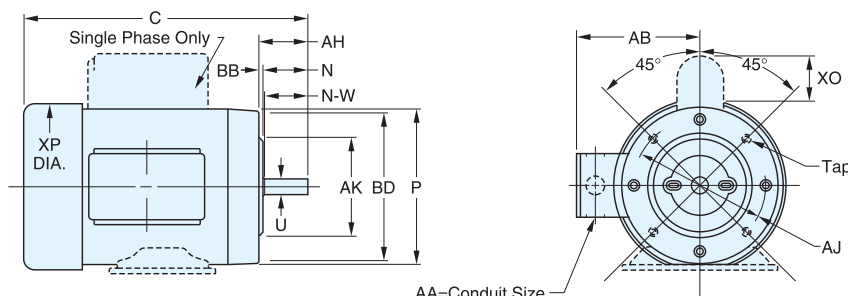 C
Single Phase Only
AH
BB
N
N-W
XP
DIA.
AK
BD
P
U
AB
45°
45°
XO
Tap
AJ
AA–Conduit Size